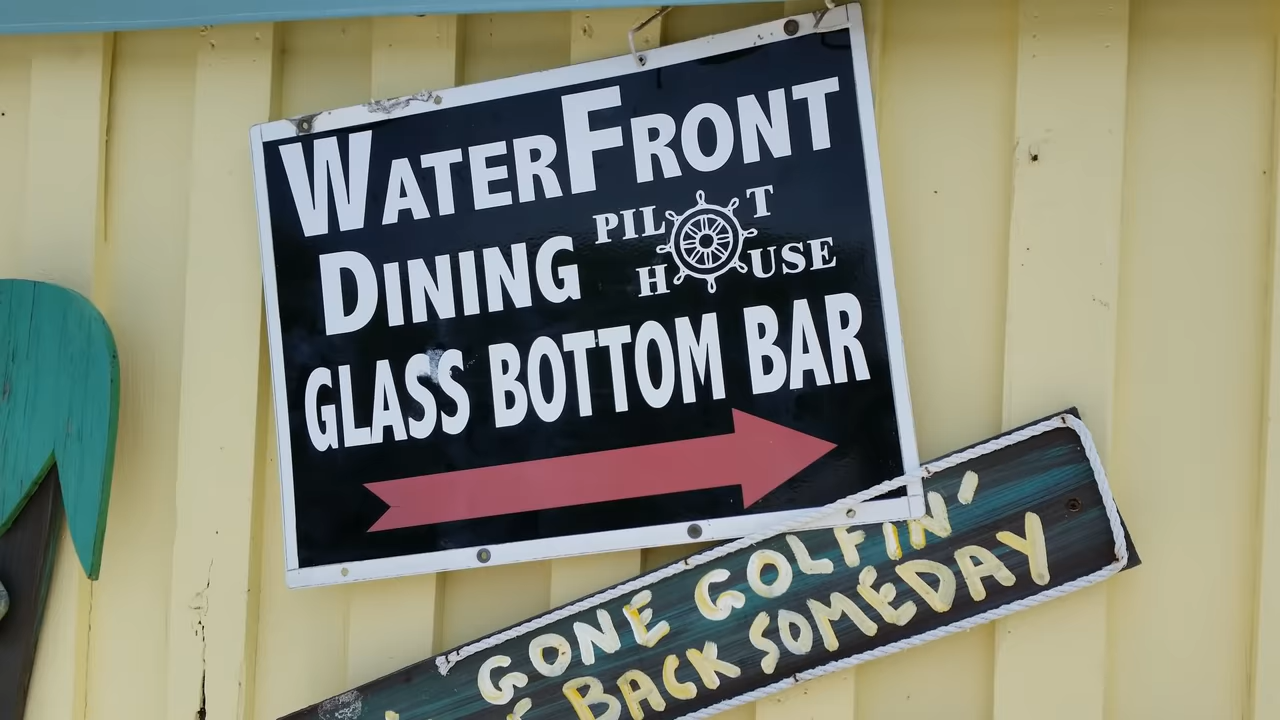 WATERFRONT
DINING
PILOT
HOUSE
GLASS BOTTOM BAR
GONE GOLFIN'
BACK SOMEDAY